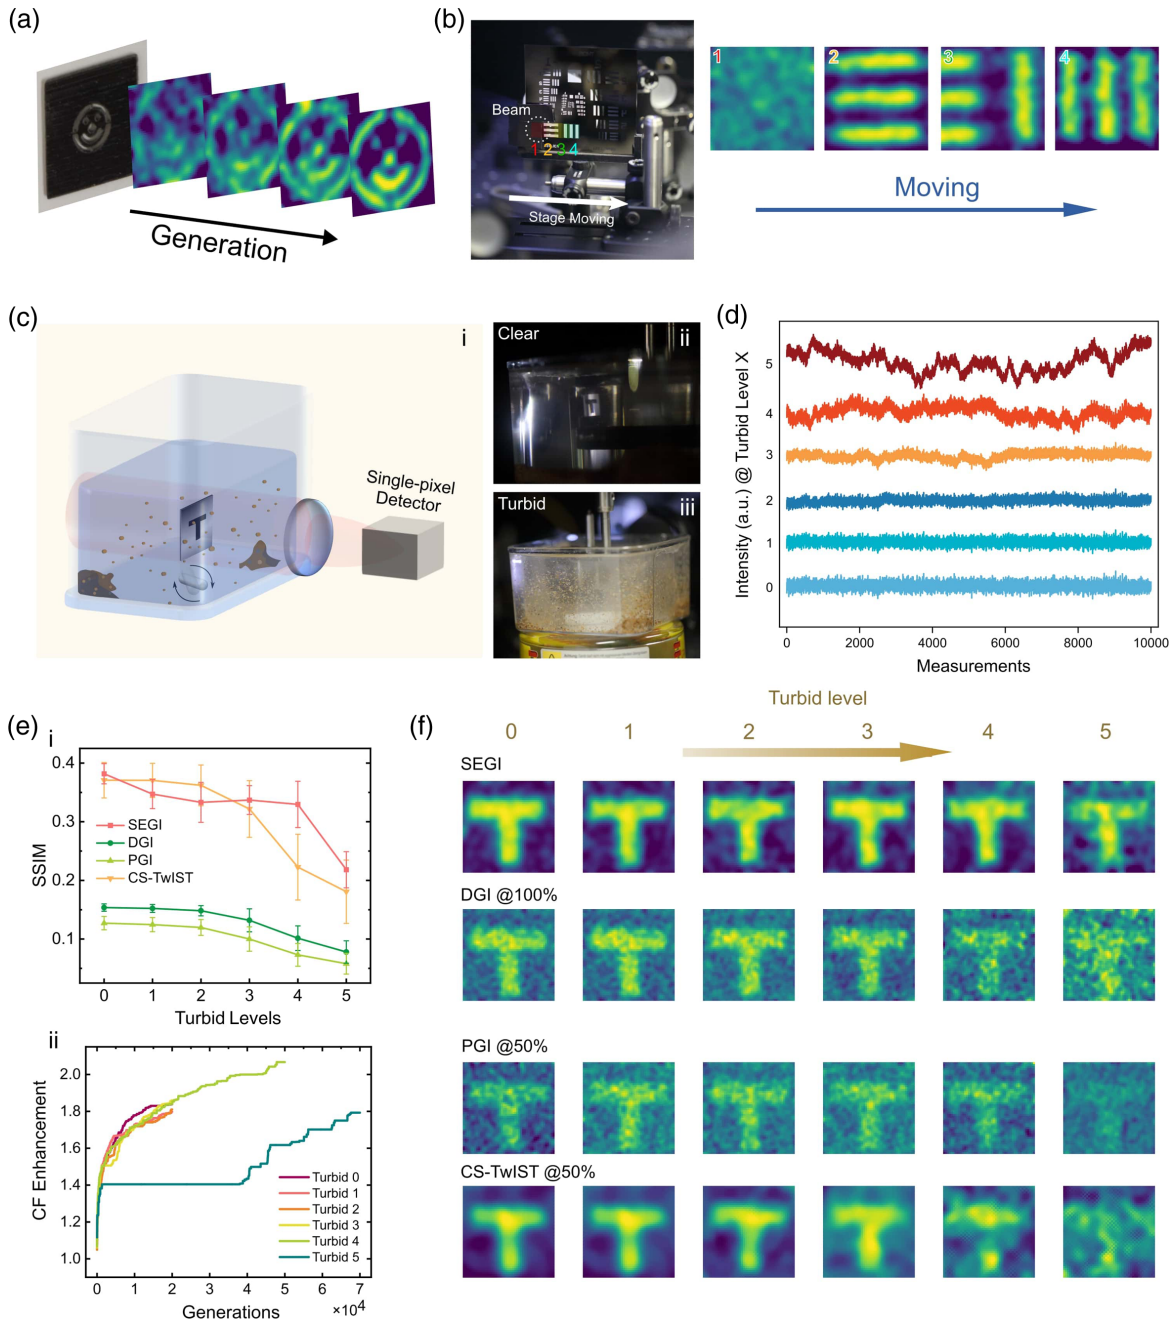 (a)
Generation
(b)
Beam
1 2 3 4
Stage Moving
1
2
3
4
Moving
(c)
i
Single-pixel
Detector
T
Clear
ii
Turbid
iii
(d)
Intensity (a.u.) @ Turbid Level X
5
4
3
2
1
0
0 2000 4000 6000 8000 10000
Measurements
(e)
i
SSIM
0.4
0.3
0.2
0.1
SEGI
DGI
PGI
CS-TwIST
0 1 2 3 4 5
Turbid Levels
ii
CF Enhancement
2.0
1.8
1.6
1.4
1.2
1.0
Turbid 0
Turbid 1
Turbid 2
Turbid 3
Turbid 4
Turbid 5
0 1 2 3 4 5 6 7
Generations
×10⁴
(f)
Turbid level
0 1 2 3 4 5
SEGI
T T T T T T
DGI @100%
T T T T T T
PGI @50%
T T T T T T
CS-TwIST @50%
T T T T